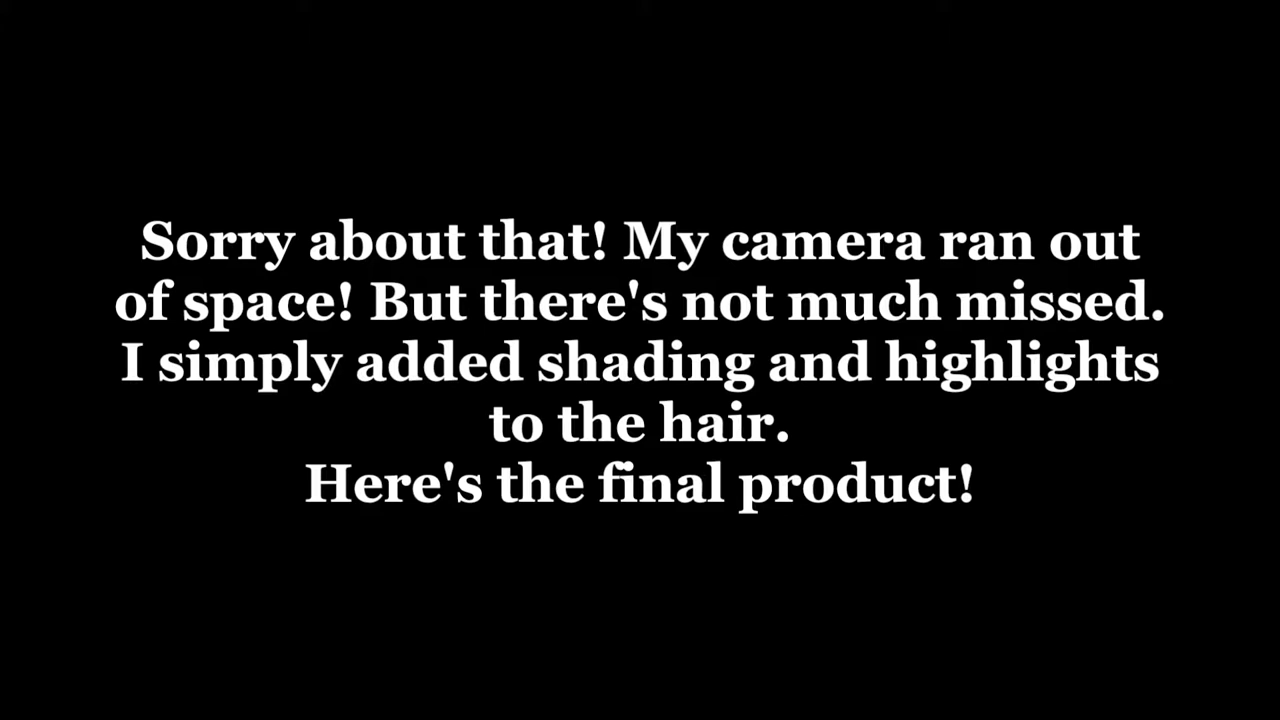 Sorry about that! My camera ran out
of space! But there's not much missed.
I simply added shading and highlights
to the hair.
Here's the final product!